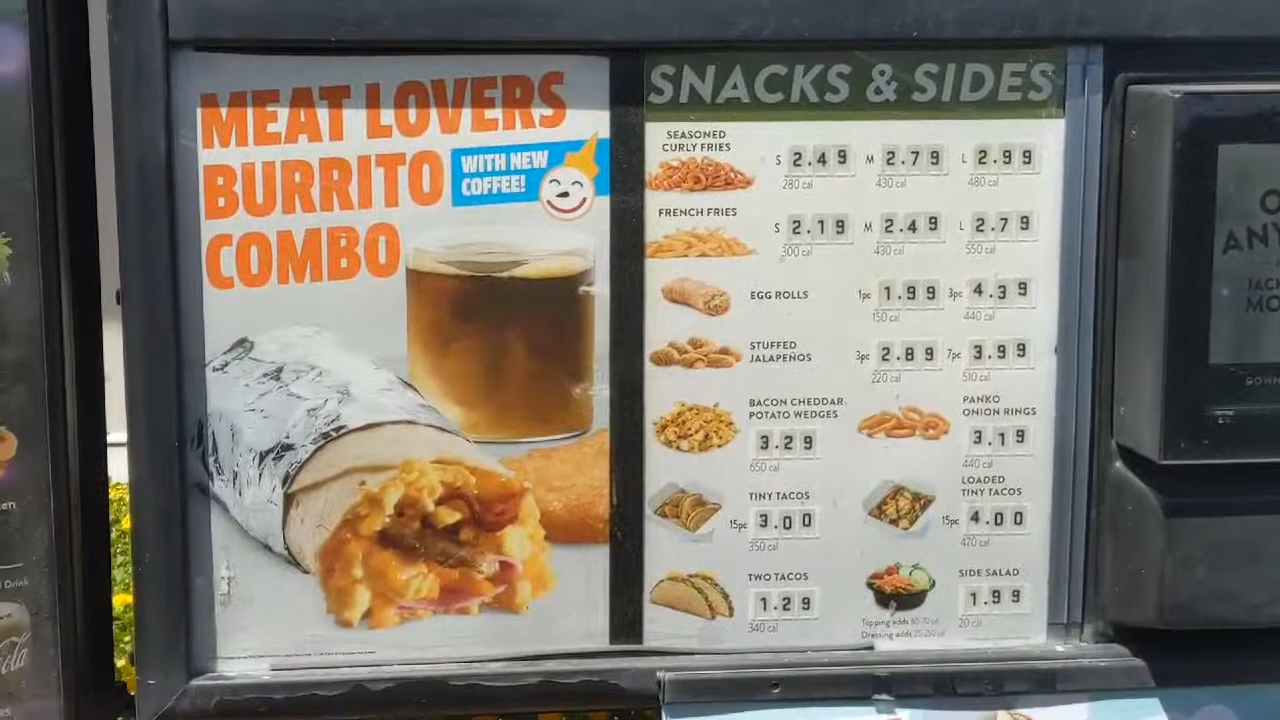 MEAT LOVERS
BURRITO
COMBO
WITH NEW
COFFEE!
SNACKS & SIDES
SEASONED
CURLY FRIES
S 2.49 M 2.79 L 2.99
280 cal 430 cal 480 cal
FRENCH FRIES
S 2.19 M 2.49 L 2.79
300 cal 430 cal 550 cal
EGG ROLLS 1pc 1.99 3pc 4.39
150 cal 440 cal
STUFFED
JALAPEÑOS
3pc 2.89 7pc 3.99
220 cal 510 cal
BACON CHEDDAR
POTATO WEDGES
3.29
650 cal
PANKO
ONION RINGS
3.19
440 cal
TINY TACOS
15pc 3.00
350 cal
LOADED
TINY TACOS
15pc 4.00
470 cal
TWO TACOS
1.29
340 cal
SIDE SALAD
1.99
20 cal
Topping adds 60-70 cal
Dressing adds 25-250 cal
Drink
JACK